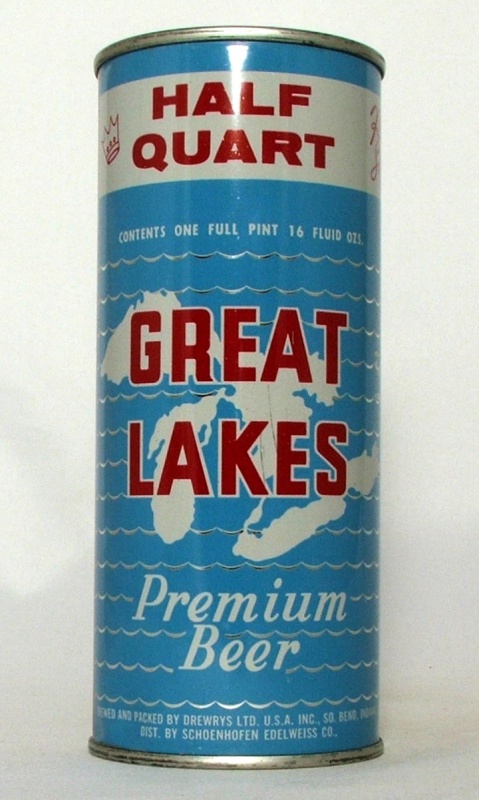 HALF
QUART
CONTENTS ONE FULL PINT 16 FLUID OZS.
GREAT
LAKES
Premium
Beer
AND PACKED BY DREWRYS LTD. U.S.A. INC., SO. BEND,
DIST. BY SCHOENHOFEN EDELWEISS CO.,